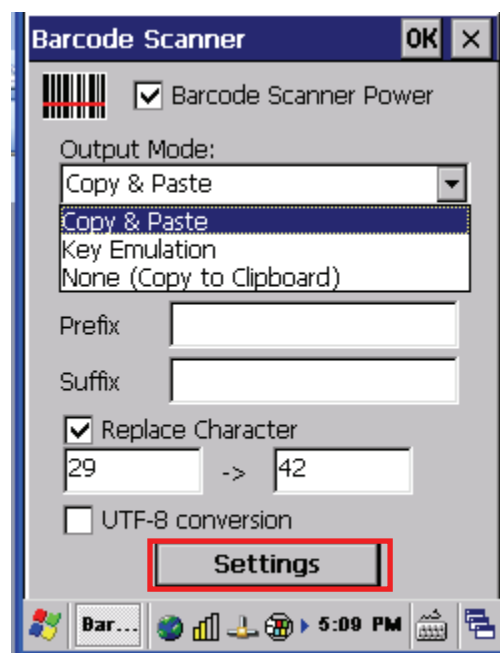 Barcode Scanner OK ×
Barcode Scanner Power
Output Mode:
Copy & Paste
Copy & Paste
Key Emulation
None (Copy to Clipboard)
Prefix
Suffix
Replace Character
29 -> 42
UTF-8 conversion
Settings
Bar... 5:09 PM